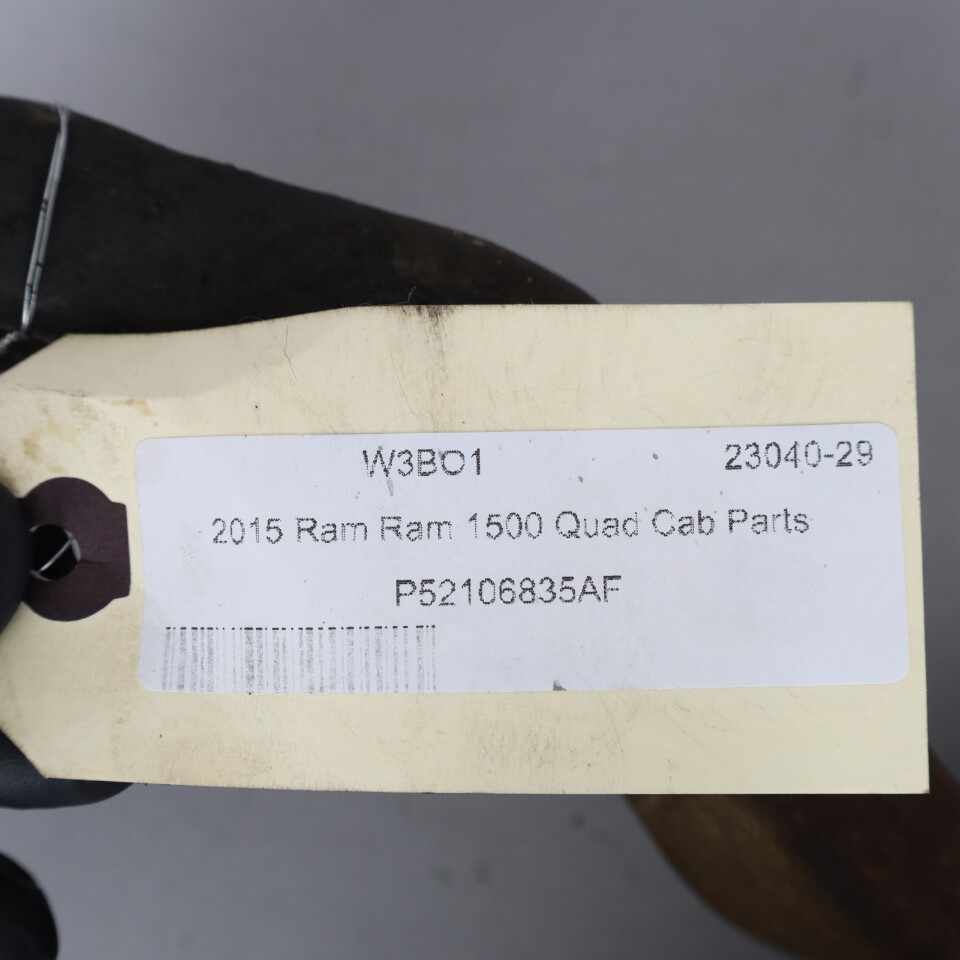 W3BO1 23040-29
2015 Ram Ram 1500 Quad Cab Parts
P52106835AF